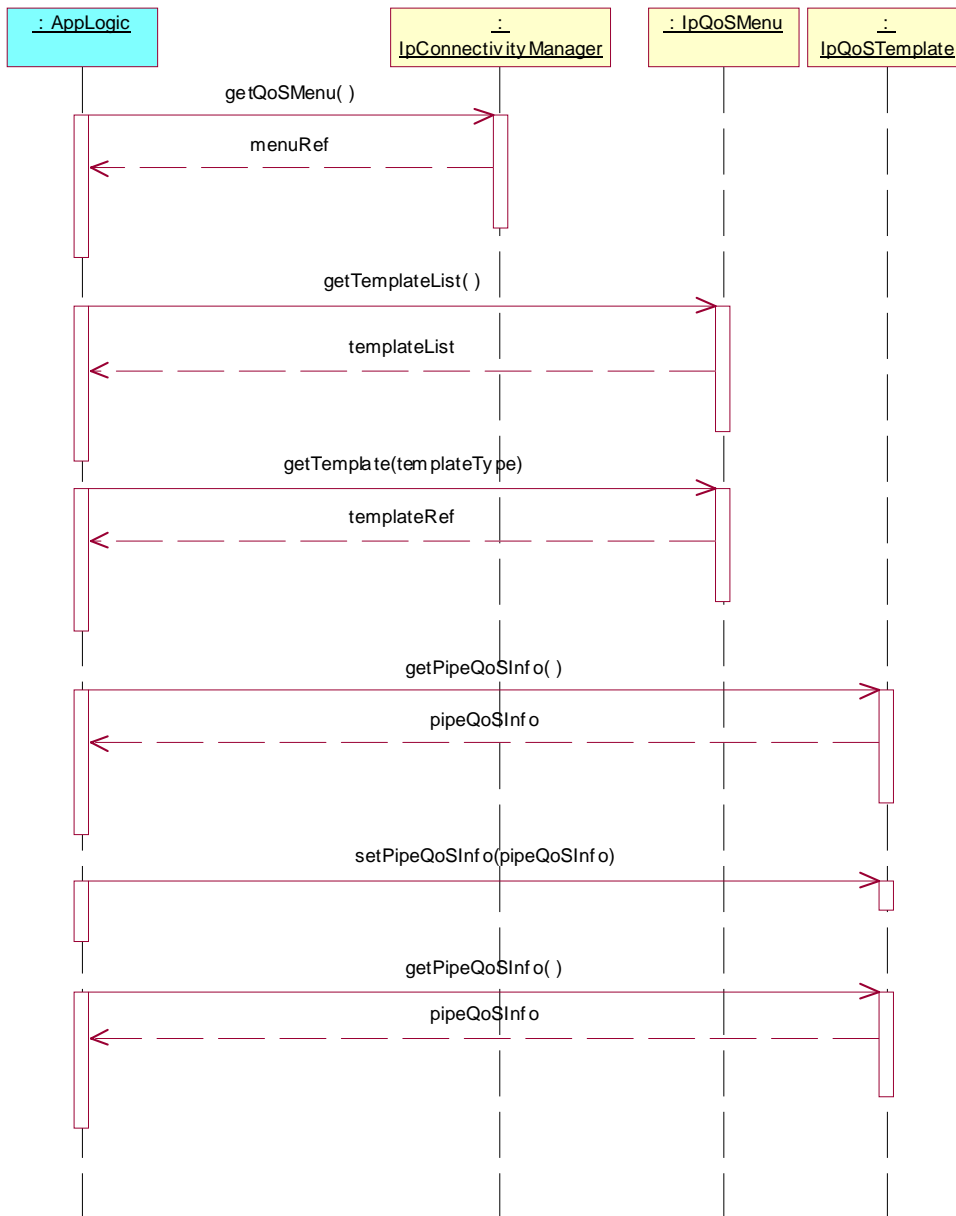 : AppLogic
:
IpConnectivityManager
: IpQoSMenu
:
IpQoSTemplate
getQoSMenu( )
menuRef
getTemplateList( )
templateList
getTemplate(templateType)
templateRef
getPipeQoSInfo( )
pipeQoSInfo
setPipeQoSInfo(pipeQoSInfo)
getPipeQoSInfo( )
pipeQoSInfo